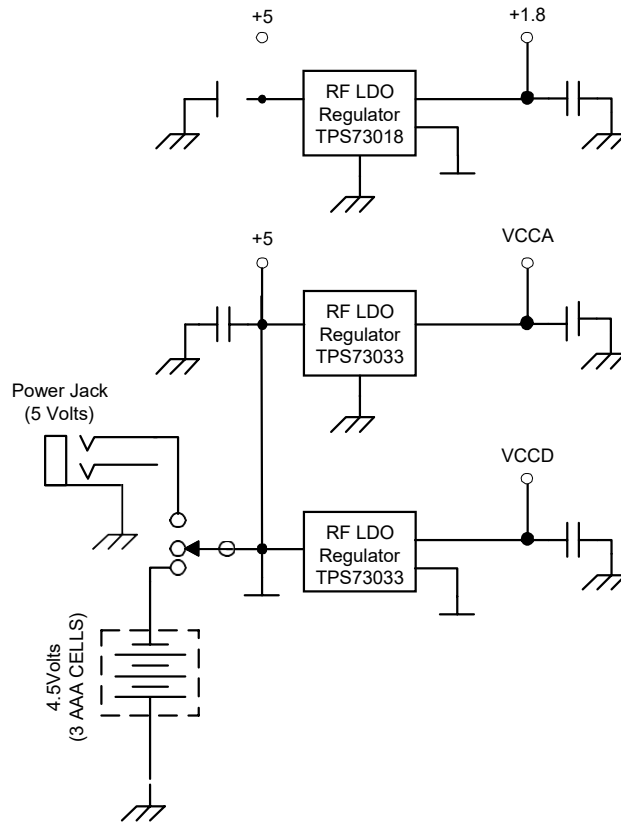 +5
+1.8
RF LDO
Regulator
TPS73018
+5
VCCA
RF LDO
Regulator
TPS73033
Power Jack
(5 Volts)
VCCD
RF LDO
Regulator
TPS73033
4.5Volts
(3 AAA CELLS)